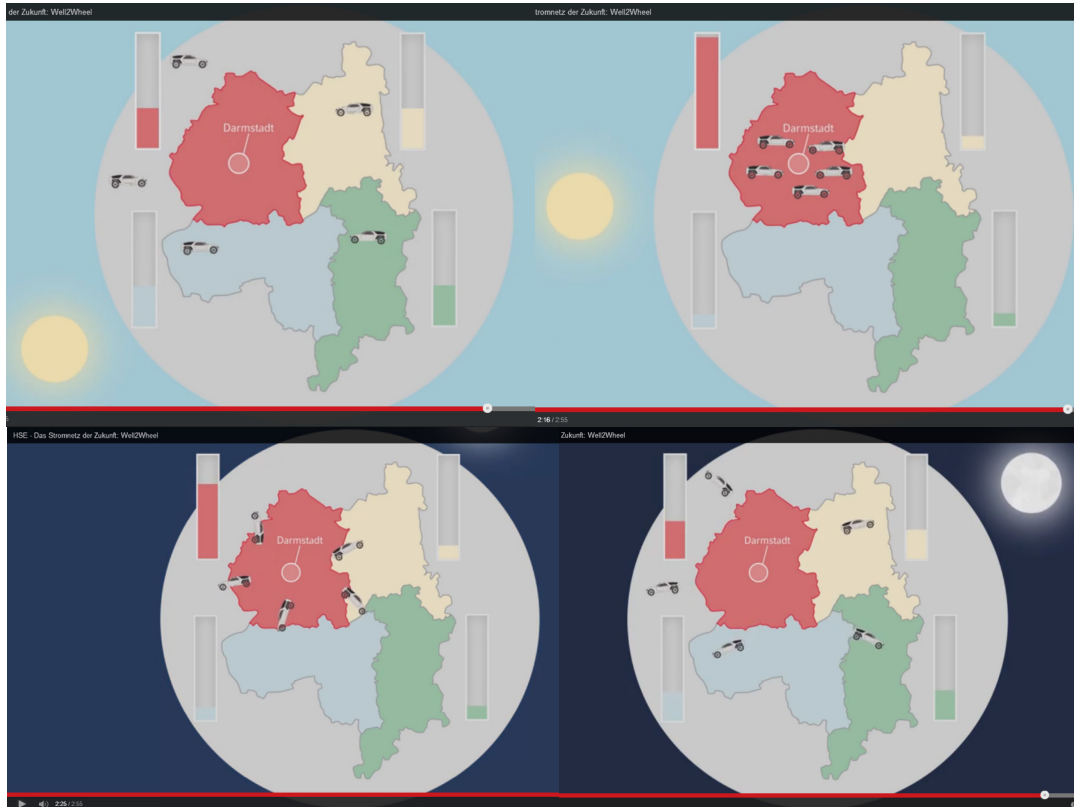 der Zukunft: Well2Wheel
Darmstadt
tromnetz der Zukunft: Well2Wheel
Darmstadt
2:16 / 2:55
HSE - Das Stromnetz der Zukunft: Well2Wheel
Darmstadt
2:25 / 2:55
Zukunft: Well2Wheel
Darmstadt